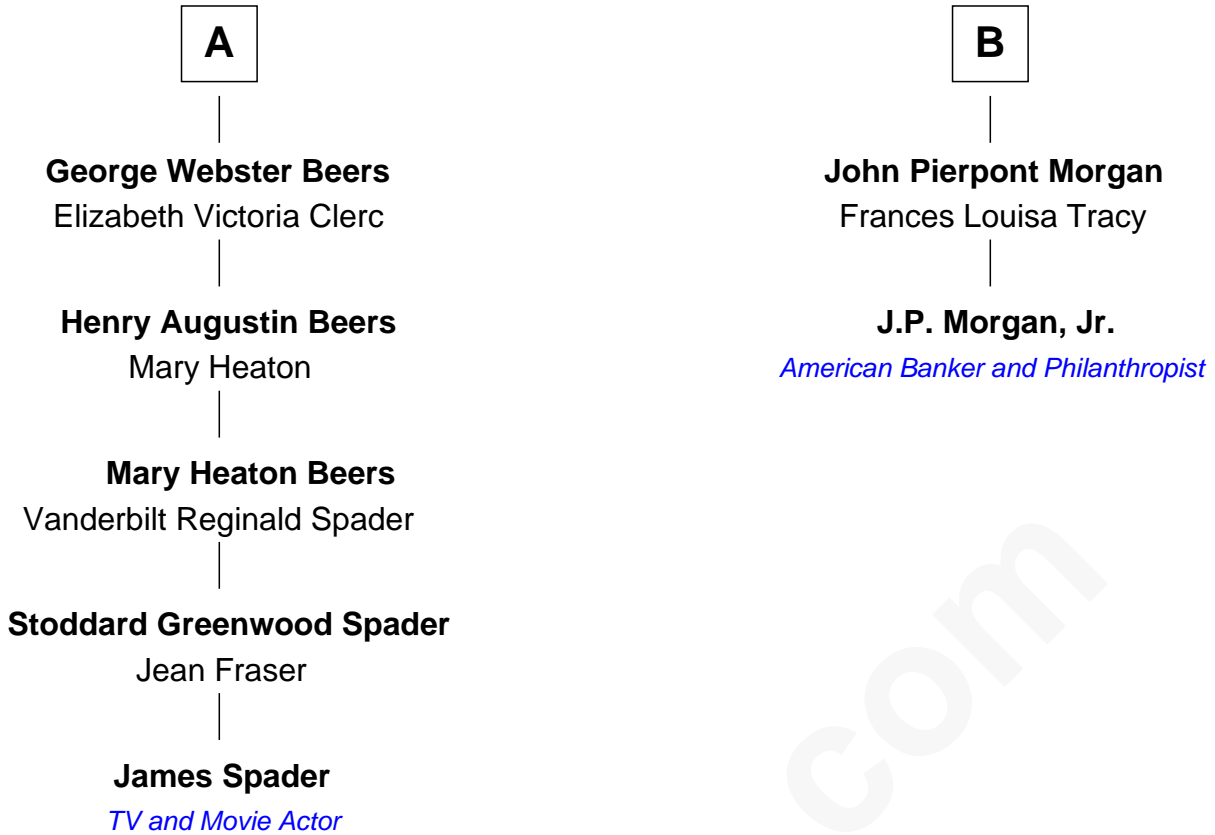 A
George Webster Beers
Elizabeth Victoria Clerc
Henry Augustin Beers
Mary Heaton
Mary Heaton Beers
Vanderbilt Reginald Spader
Stoddard Greenwood Spader
Jean Fraser
James Spader
TV and Movie Actor
B
John Pierpont Morgan
Frances Louisa Tracy
J.P. Morgan, Jr.
American Banker and Philanthropist
com